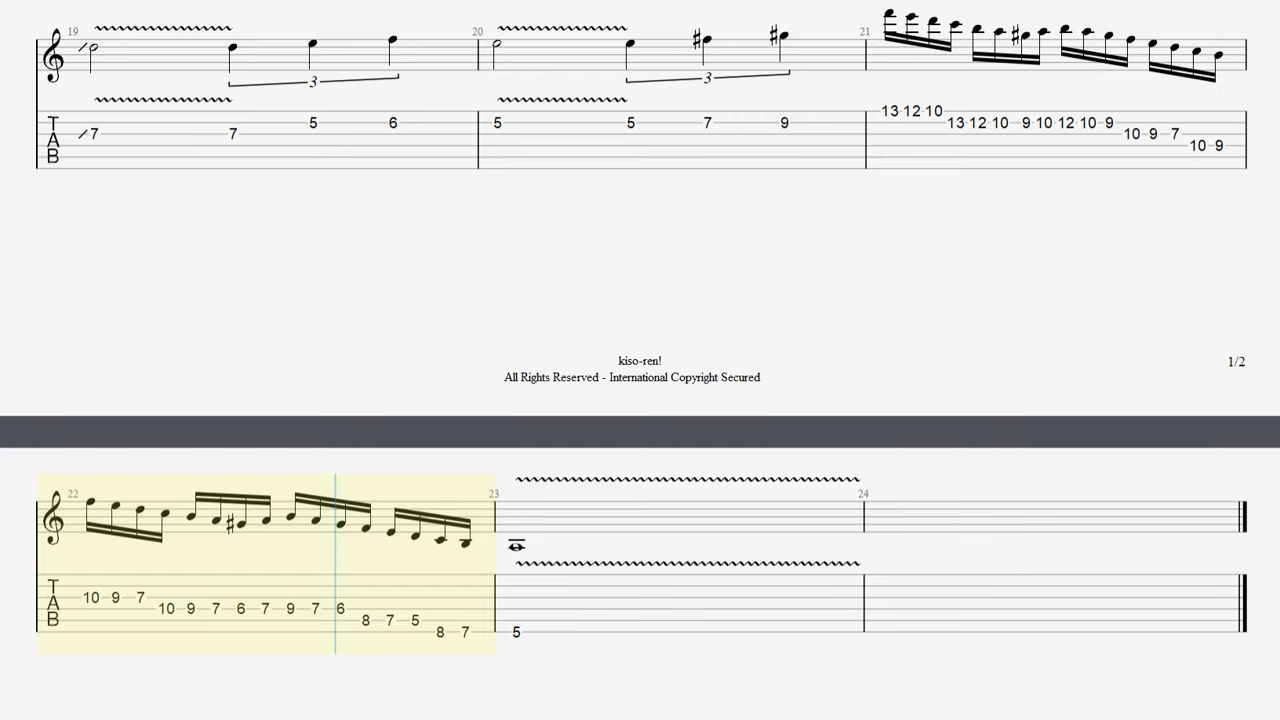 19 20 21
3 3
7 7 5 6 5 5 7 9 13 12 10 13 12 10 9 10 12 10 9 10 9 7 10 9
T
A
B
kiso-ren!
All Rights Reserved - International Copyright Secured
1/2
22 23 24
10 9 7 10 9 7 6 7 9 7 6 8 7 5 8 7 5
T
A
B